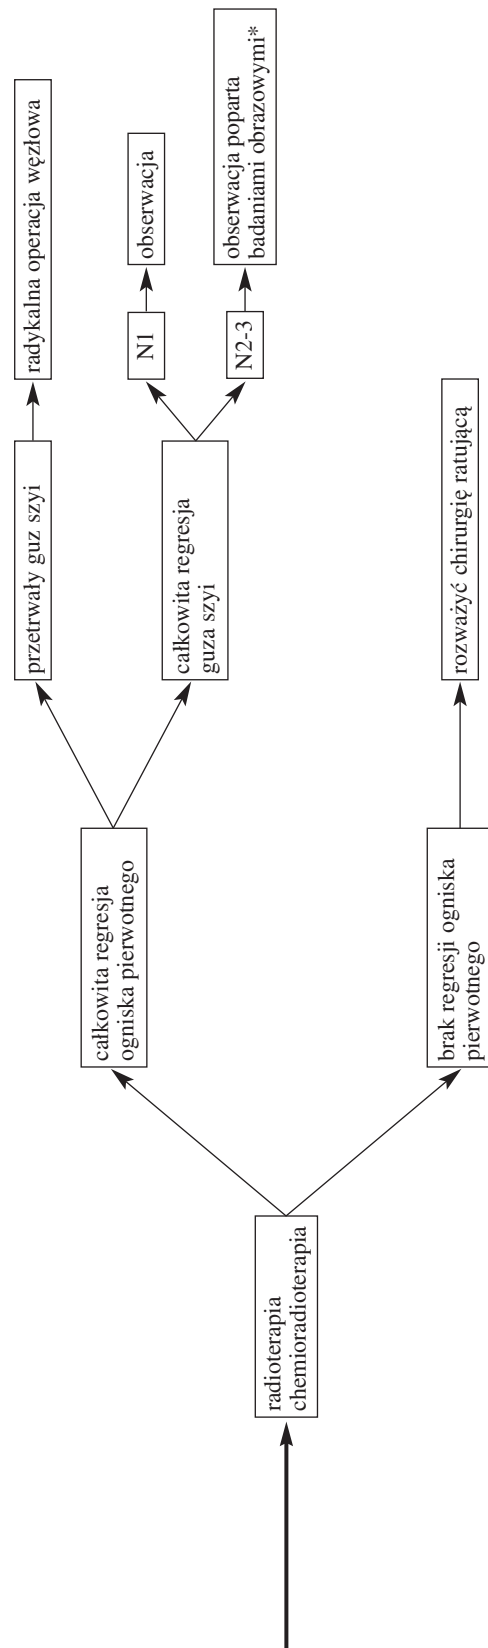 radioterapia
chemioradioterapia
całkowita regresja
ogniska pierwotnego
brak regresji ogniska
pierwotnego
przetrwały guz szyi
całkowita regresja
guza szyi
rozważyć chirurgię ratującą
radykalna operacja węzłowa
N1
N2-3
obserwacja
obserwacja poparta
badaniami obrazowymi*